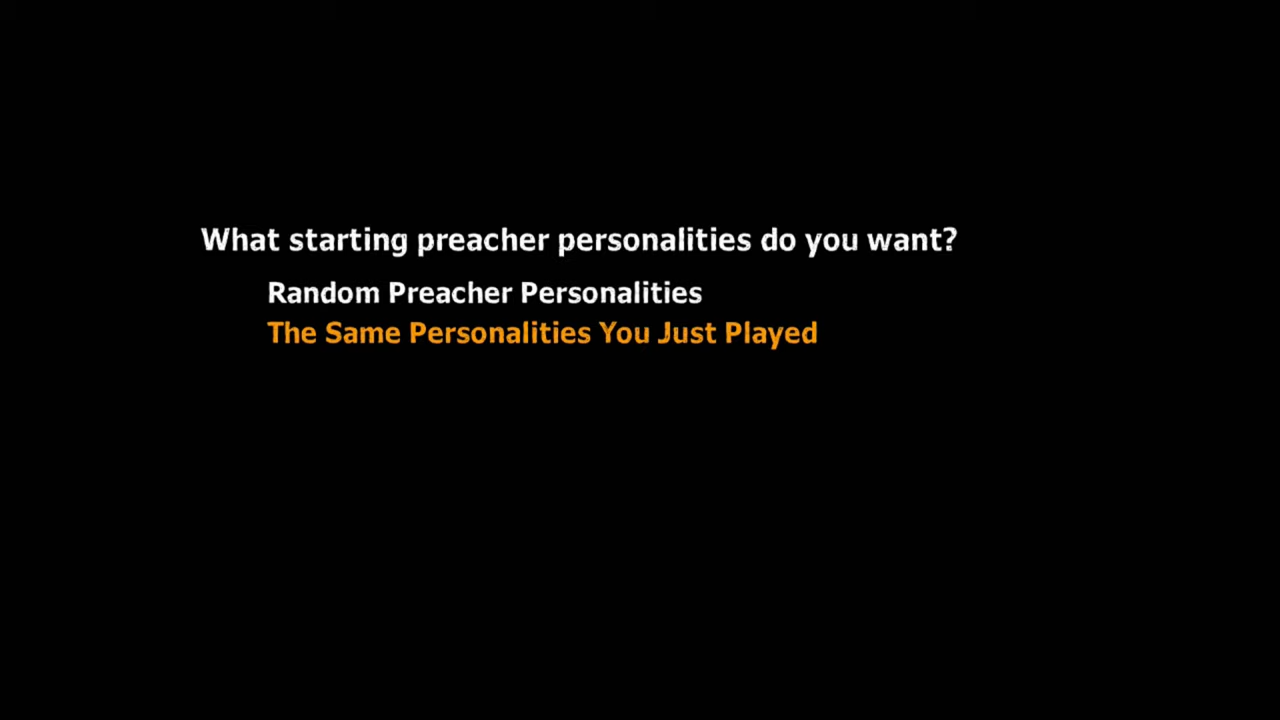 What starting preacher personalities do you want?
Random Preacher Personalities
The Same Personalities You Just Played